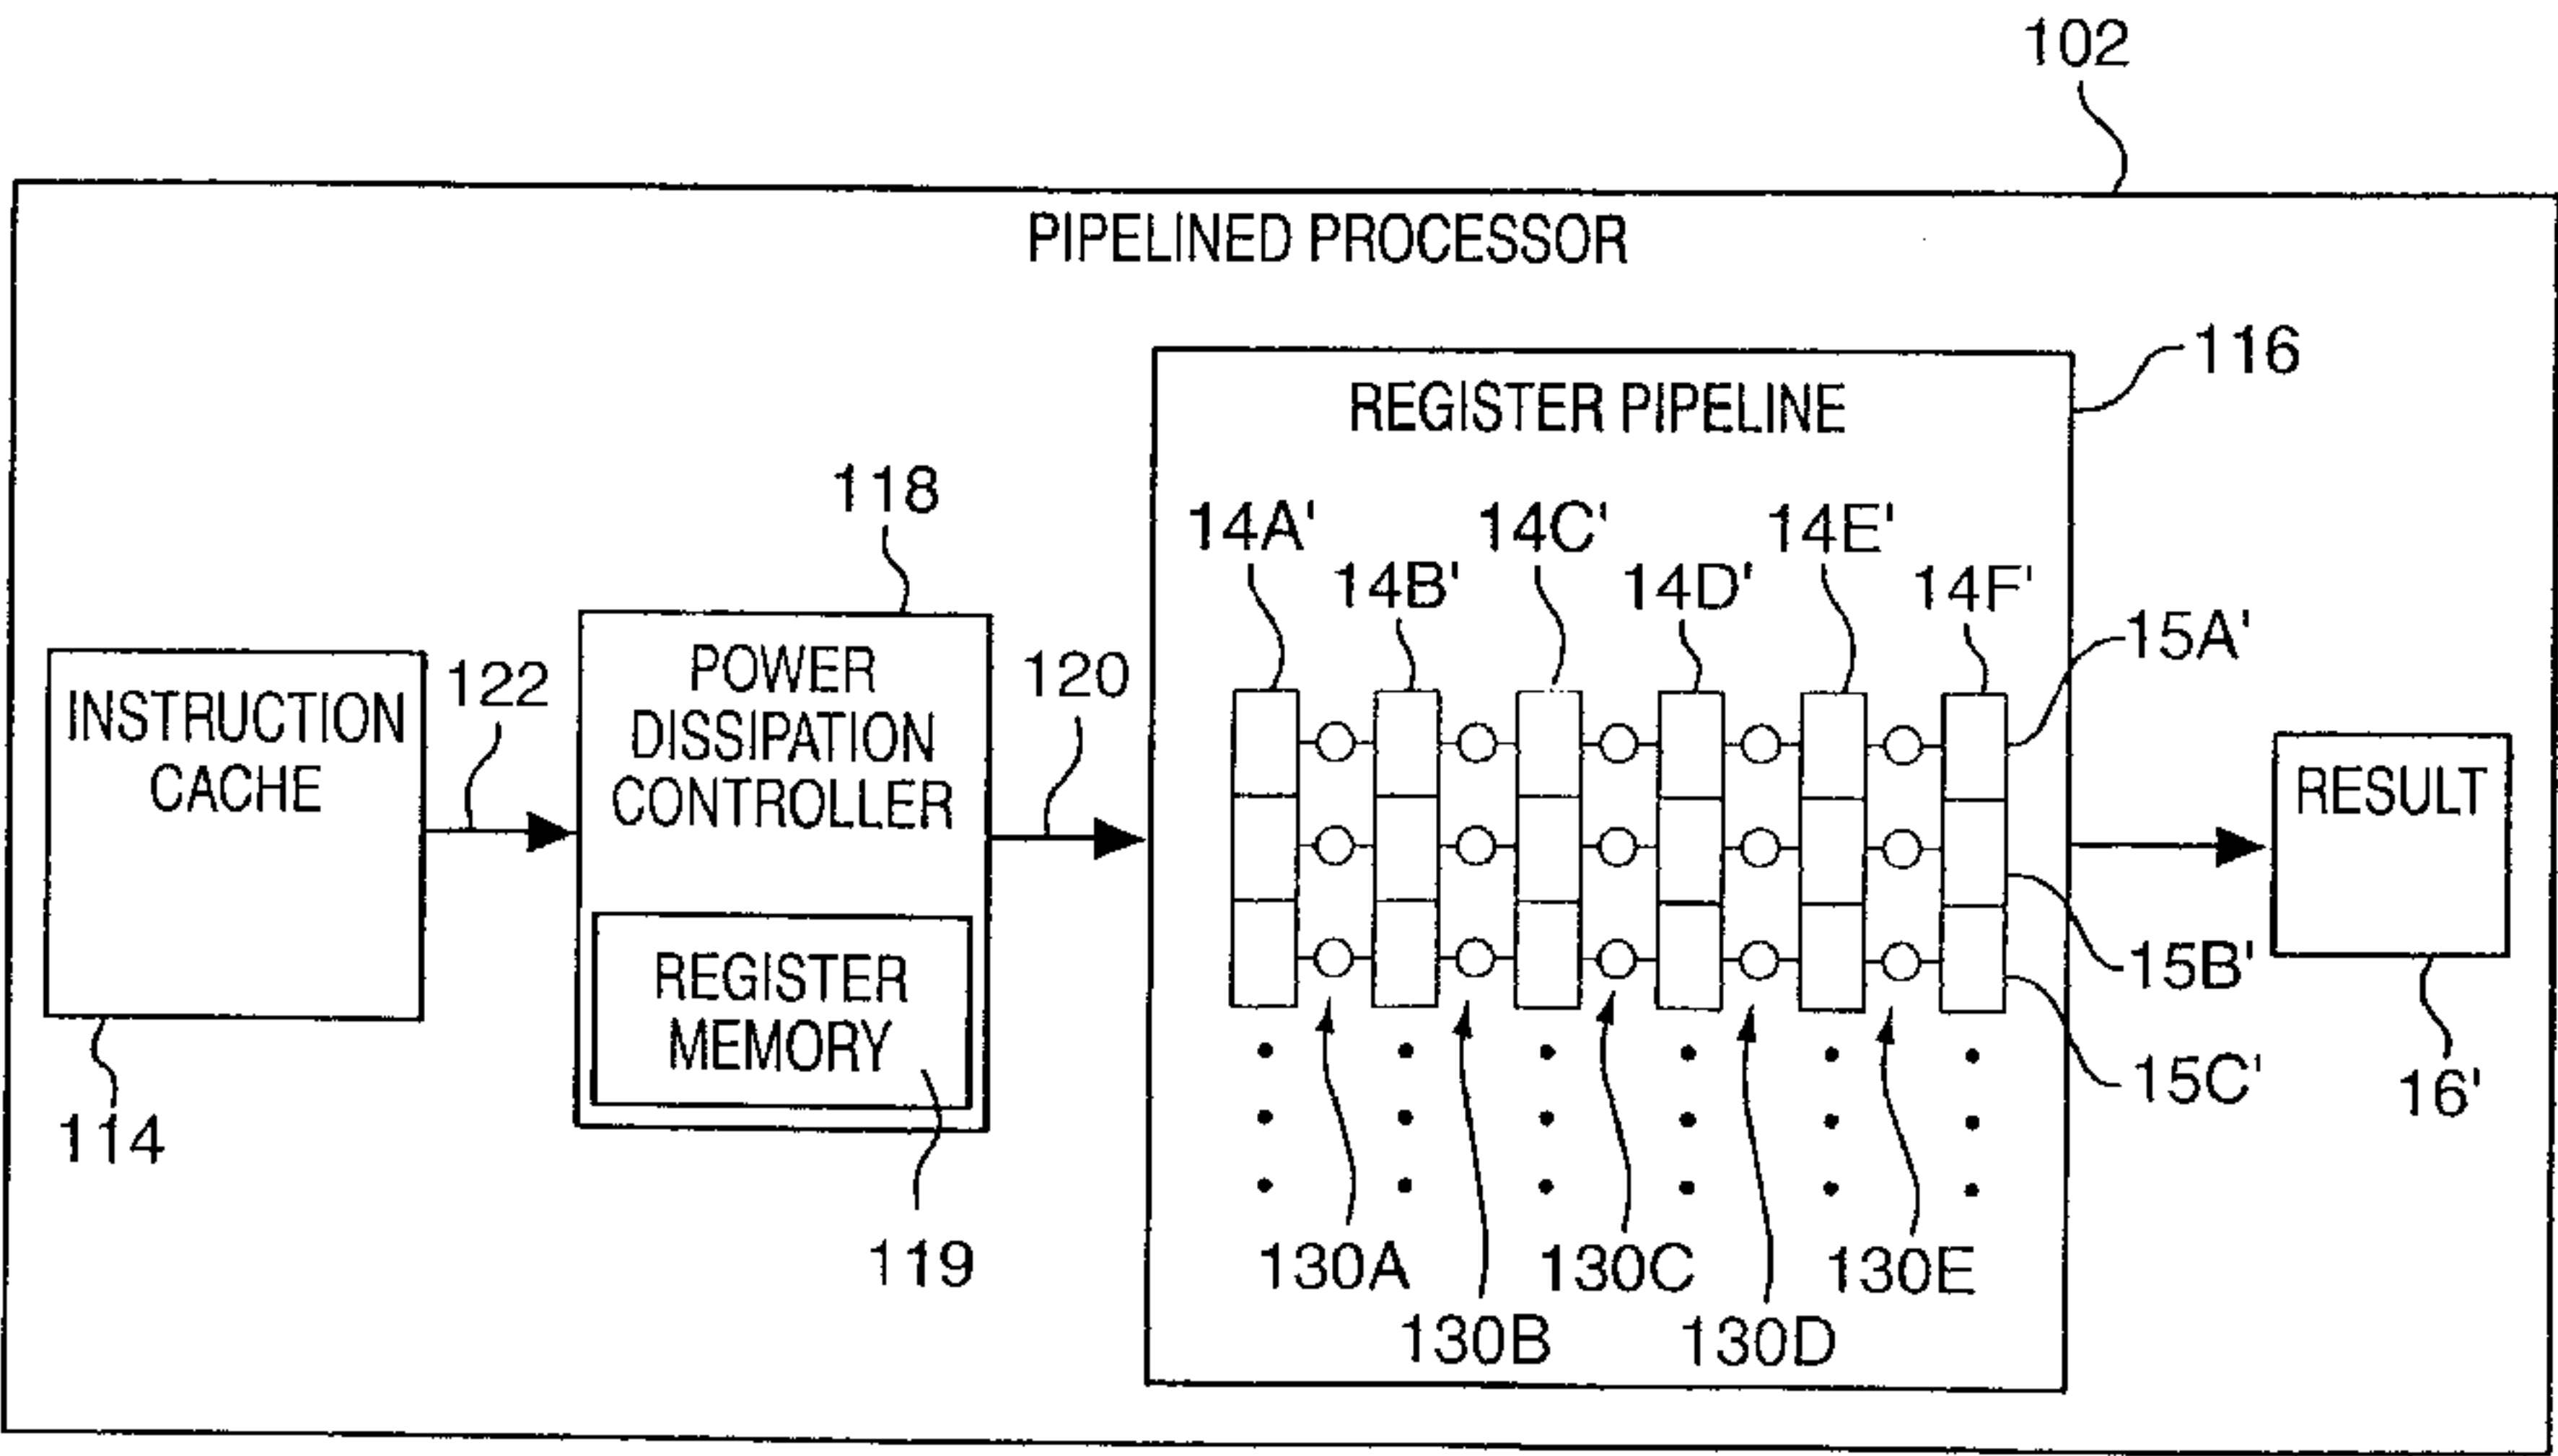 102
PIPELINED PROCESSOR
116
REGISTER PIPELINE
118
14A' 14C' 14E'
14B' 14D' 14F'
15A'
122
120
INSTRUCTION
CACHE
POWER
DISSIPATION
CONTROLLER
RESULT
REGISTER
MEMORY
15B'
15C'
16'
114
119
130A 130C 130E
130B 130D